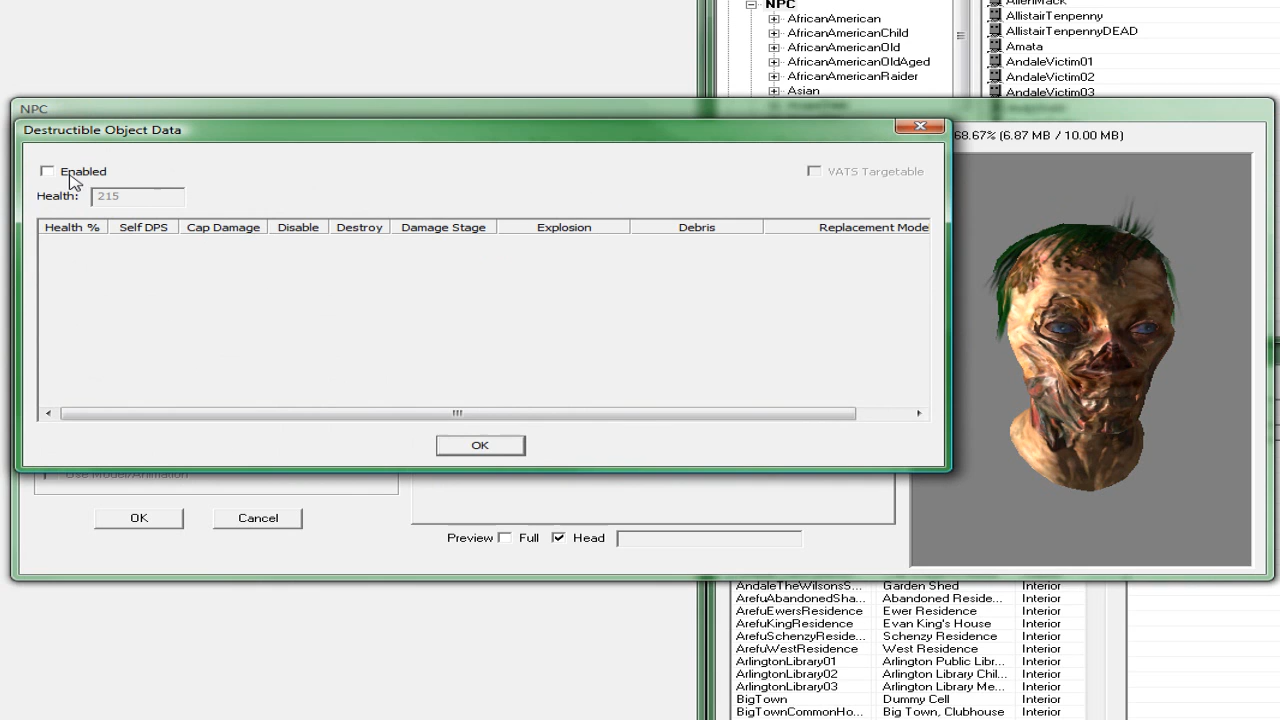 NPC
AfricanAmerican
AfricanAmericanChild
AfricanAmericanOld
AfricanAmericanOldAged
AfricanAmericanRaider
Asian
AllenMack
AllistairTenpenny
AllistairTenpennyDEAD
Amata
AndaleVictim01
AndaleVictim02
AndaleVictim03
NPC
68.67% (6.87 MB / 10.00 MB)
Destructible Object Data
Enabled
VATS Targetable
Health: 215
Health % Self DPS Cap Damage Disable Destroy Damage Stage Explosion Debris Replacement Mode
OK
Use Model/Animation
OK Cancel
Preview Full Head
AndaleTheWilsonsS... Garden Shed Interior
ArefuAbandonedSha... Abandoned Reside... Interior
ArefuEwersResidence Ewer Residence Interior
ArefuKingResidence Evan King's House Interior
ArefuSchenzyReside... Schenzy Residence Interior
ArefuWestResidence West Residence Interior
ArlingtonLibrary01 Arlington Public Libr... Interior
ArlingtonLibrary02 Arlington Library Chil... Interior
ArlingtonLibrary03 Arlington Library Me... Interior
BigTown Dummy Cell Interior
BigTownCommonHo... Big Town, Clubhouse Interior